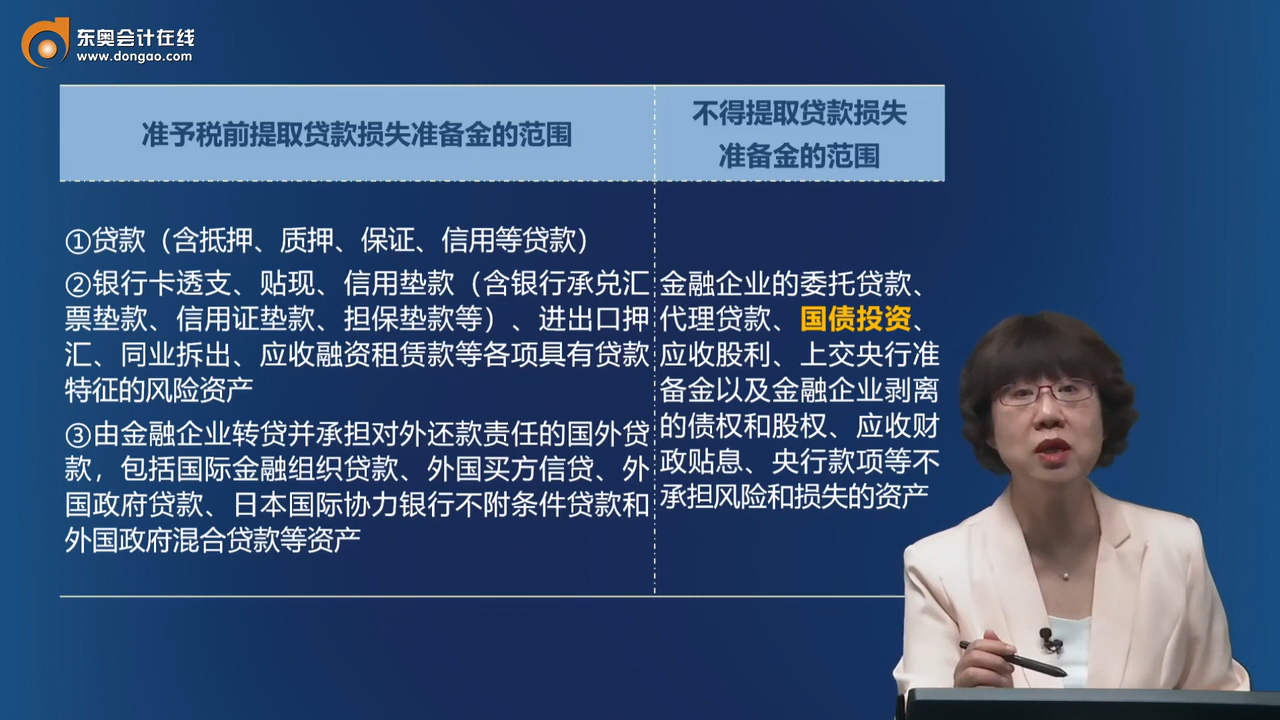 东奥会计在线
www.dongao.com
准予税前提取贷款损失准备金的范围
不得提取贷款损失
准备金的范围
①贷款（含抵押、质押、保证、信用等贷款）
②银行卡透支、贴现、信用垫款（含银行承兑汇
票垫款、信用证垫款、担保垫款等）、进出口押
汇、同业拆出、应收融资租赁款等各项具有贷款
特征的风险资产
③由金融企业转贷并承担对外还款责任的国外贷
款，包括国际金融组织贷款、外国买方信贷、外
国政府贷款、日本国际协力银行不附条件贷款和
外国政府混合贷款等资产
金融企业的委托贷款、
代理贷款、国债投资、
应收股利、上交央行准
备金以及金融企业剥离
的债权和股权、应收财
政贴息、央行款项等不
承担风险和损失的资产